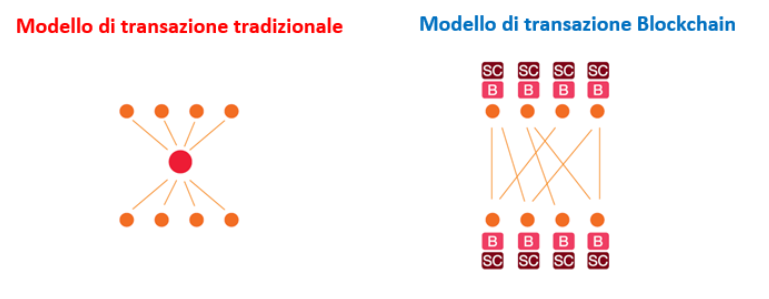 Modello di transazione tradizionale
Modello di transazione Blockchain
SC SC SC SC
B B B B
B B B B
SC SC SC SC